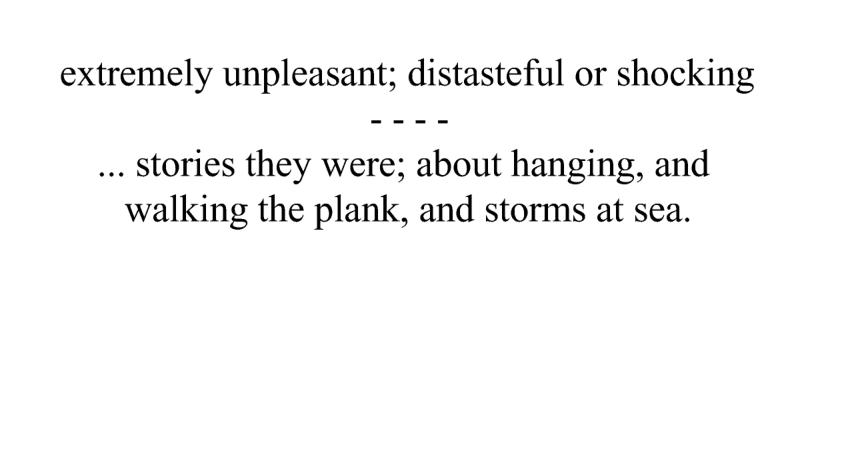 extremely unpleasant; distasteful or shocking
- - - -
... stories they were; about hanging, and
walking the plank, and storms at sea.